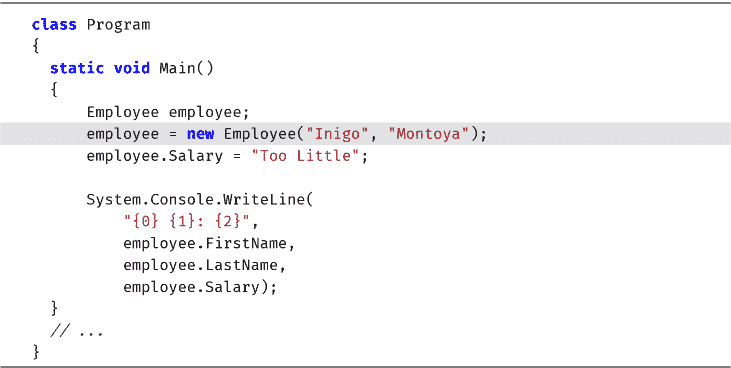 class Program
{
  static void Main()
  {
      Employee employee;
      employee = new Employee("Inigo", "Montoya");
      employee.Salary = "Too Little";

      System.Console.WriteLine(
          "{0} {1}: {2}",
          employee.FirstName,
          employee.LastName,
          employee.Salary);
  }
  // ...
}